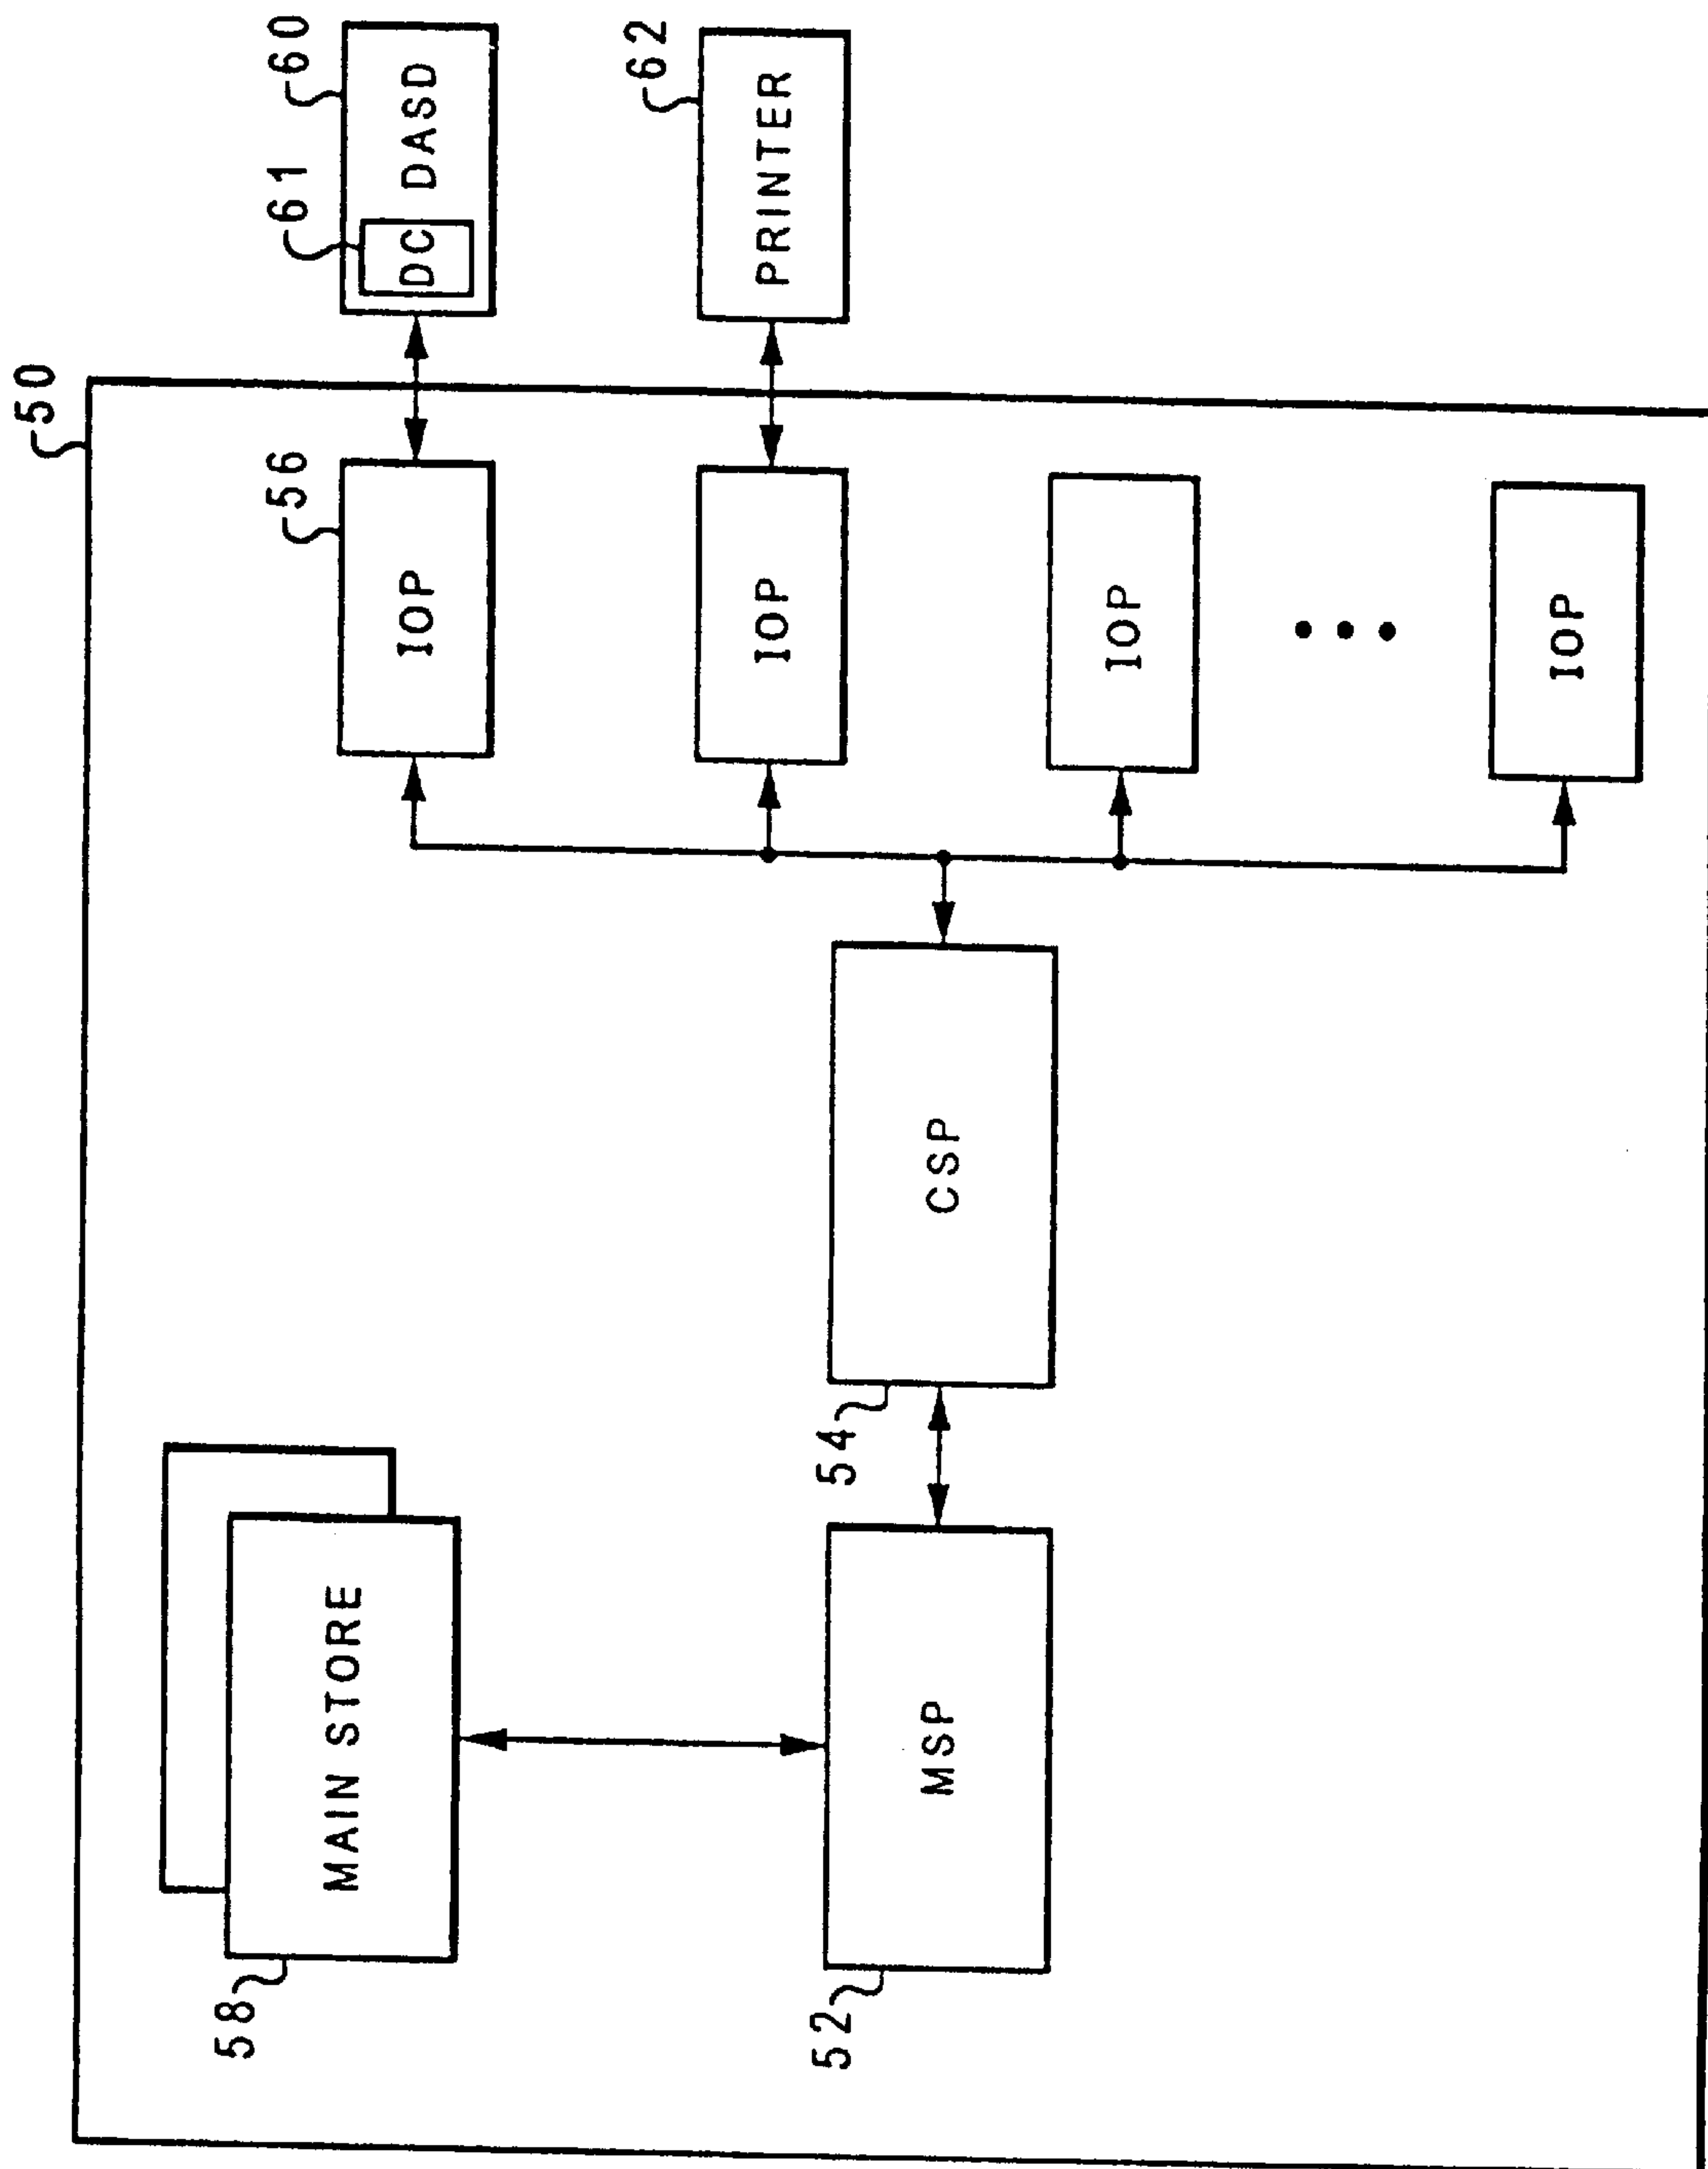 50
60
61
DC DASD
56
IOP
62
PRINTER
IOP
IOP
IOP
58
MAIN STORE
54
CSP
52
MSP